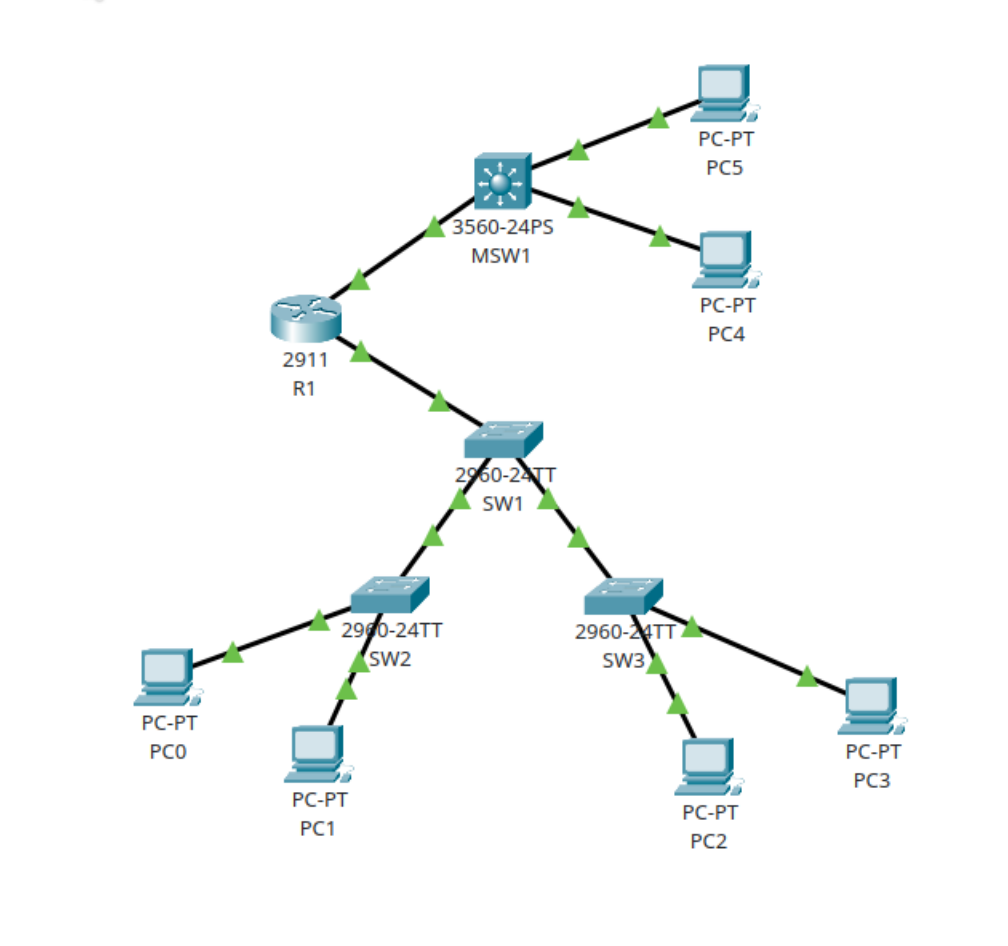 PC-PT
PC5
3560-24PS
MSW1
PC-PT
PC4
2911
R1
2960-24TT
SW1
2960-24TT
SW2
2960-24TT
SW3
PC-PT
PC0
PC-PT
PC3
PC-PT
PC1
PC-PT
PC2